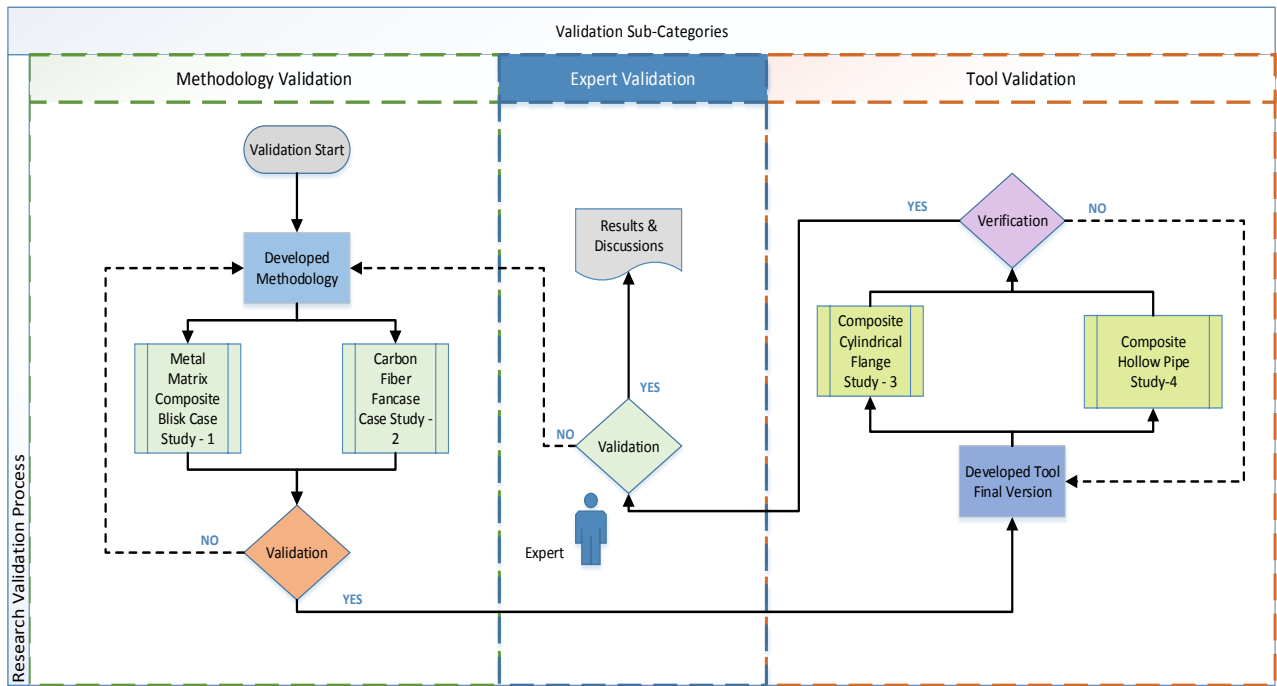 Validation Sub-Categories
Research Validation Process
Methodology Validation
Expert Validation
Tool Validation
Validation Start
Developed
Methodology
Metal
Matrix
Composite
Blisk Case
Study - 1
Carbon
Fiber
Fancase
Case Study -
2
Validation
NO
YES
Results &
Discussions
YES
NO
Validation
Expert
YES
Verification
NO
Composite
Cylindrical
Flange
Study - 3
Composite
Hollow Pipe
Study-4
Developed Tool
Final Version